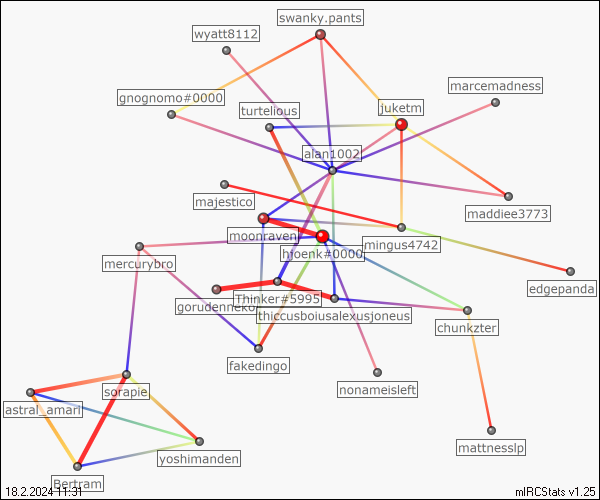 swanky.pants
wyatt8112
marcemadness
gnognomo#0000
turtelious
juketm
alan1002
majestico
maddiee3773
moonraven
mingus4742
hjoenk#0000
mercurybro
edgepanda
Thinker#5995
gorudenneko
thiccusboiusalexusjoneus
chunkzter
fakedingo
nonameisleft
sorapie
astral_amari
mattnesslp
yoshimanden
Bertram
18.2.2024 11:31
mIRCStats v1.25